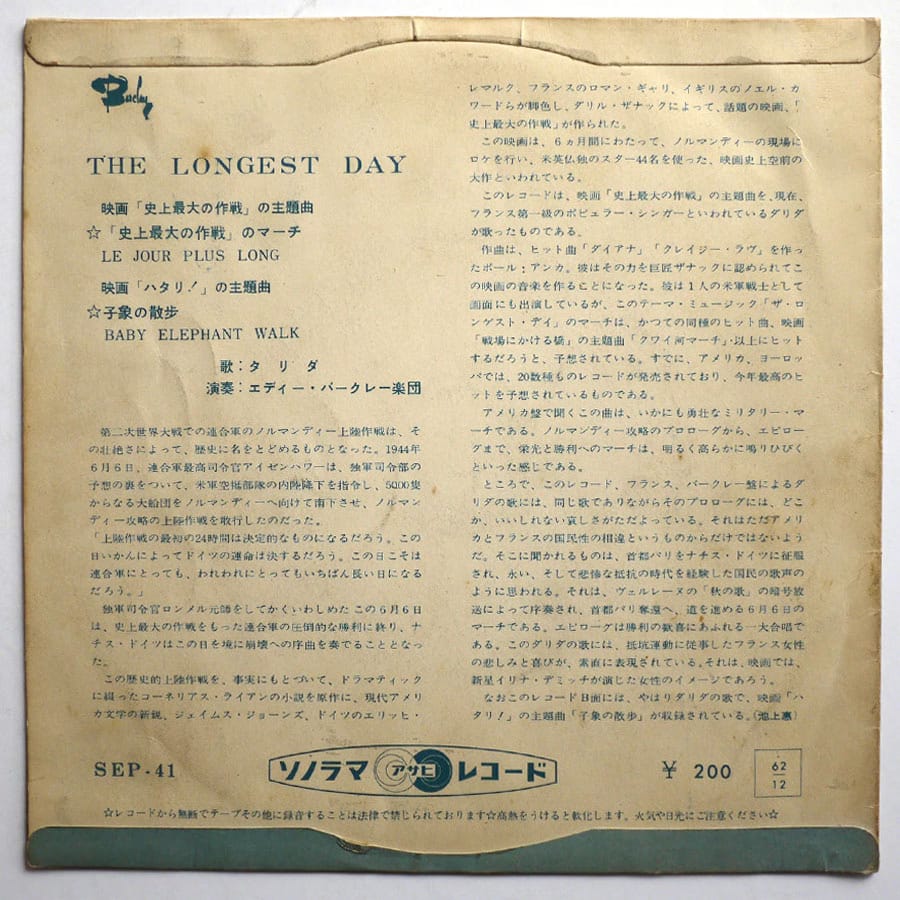 Barclay
THE LONGEST DAY
映画「史上最大の作戦」の主題曲
☆「史上最大の作戦」のマーチ
LE JOUR PLUS LONG
映画「ハタリ!」の主題曲
☆子象の散歩
BABY ELEPHANT WALK
歌:タリダ
演奏:エディー・バークレー楽団
第二次世界大戦での連合軍のノルマンディー上陸作戦は、そ
の壮絶さによって、歴史に名をとどめるものとなった。1944年
6月6日、連合軍最高司令官アイゼンハワーは、独軍司令部の
予想の裏をついて、米軍空挺部隊の内陸降下を指令し、5000隻
からなる大船団をノルマンディーへ向けて南下させ、ノルマン
ディー攻略の上陸作戦を敢行したのだった。
「上陸作戦の最初の24時間は決定的なものになるだろう。この
日いかんによってドイツの運命は決するだろう。この日こそは
連合軍にとっても、われわれにとってもいちばん長い日になる
だろう。」
独軍司令官ロンメル元師をしてかくいわしめたこの6月6日
は、史上最大の作戦をもった連合軍の圧倒的な勝利に終り、ナ
チス・ドイツはこの日を境に崩壊への序曲を奏でることとなっ
た。
この歴史的上陸作戦を、事実にもとづいて、ドラマティック
に綴ったコーネリアス・ライアンの小説を原作に、現代アメリ
カ文学の新鋭、ジェイムス・ジョーンズ、ドイツのエリッヒ・
レマルク、フランスのロマン・ギャリ、イギリスのノエル・カ
ワードらが脚色し、ダリル・ザナックによって、話題の映画、「
史上最大の作戦」が作られた。
この映画は、6ヵ月間にわたって、ノルマンディーの現場に
ロケを行い、米英仏独のスター44名を使った、映画史上空前の
大作といわれている。
このレコードは、映画「史上最大の作戦」の主題曲を、現在、
フランス第一級のポピュラー・シンガーといわれているダリダ
が歌ったものである。
作曲は、ヒット曲「ダイアナ」「クレイジー・ラヴ」を作っ
たポール:アンカ。彼はその力を巨匠ザナックに認められてこ
の映画の音楽を作ることになった。彼は1人の米軍戦士として
画面にも出演しているが、このテーマ・ミュージック「ザ・ロ
ンゲスト・デイ」のマーチは、かつての同種のヒット曲、映画
「戦場にかける橋」の主題曲「クワイ河マーチ」以上にヒット
するだろうと、予想されている。すでに、アメリカ、ヨーロッ
パでは、20数種ものレコードが発売されており、今年最高のヒ
ットを予想されているものである。
アメリカ盤で聞くこの曲は、いかにも勇壮なミリタリー・マ
ーチである。ノルマンディー攻略のプロローグから、エピロー
グまで、栄光と勝利へのマーチは、明るく高らかに鳴りひびく
といった感じである。
ところで、このレコード、フランス、バークレー盤によるダ
リダの歌には、同じ歌でありながらそのプロローグには、どこ
か、いいしれない哀しさがただよっている。それはただアメリ
カとフランスの国民性の相違というものからだけではないよう
だ。そこに聞かれるものは、首都パリをナチス・ドイツに征服
され、永い、そして悲惨な抵抗の時代を経験した国民の歌声の
ように思われる。それは、ヴェルレーヌの「秋の歌」の暗号放
送によって序奏され、首都パリ奪還へ、道を進める6月6日の
マーチである。エピローグは勝利の歓喜にあふれる一大合唱で
ある。このダリダの歌には、抵抗運動に従事したフランス女性
の悲しみと喜びが、素直に表現されている。それは、映画では、
新星イリナ・デミッチが演じた女性のイメージであろう。
なおこのレコードB面には、やはりダリダの歌で、映画「ハ
タリ!」の主題曲「子象の散歩」が収録されている。(池上惠)
SEP-41
ソノラマ アサヒ レコード
¥ 200
62
12
☆レコードから無断でテープその他に録音することは法律で禁じられております☆高熱をうけると軟化します。火気や日光にご注意ください☆